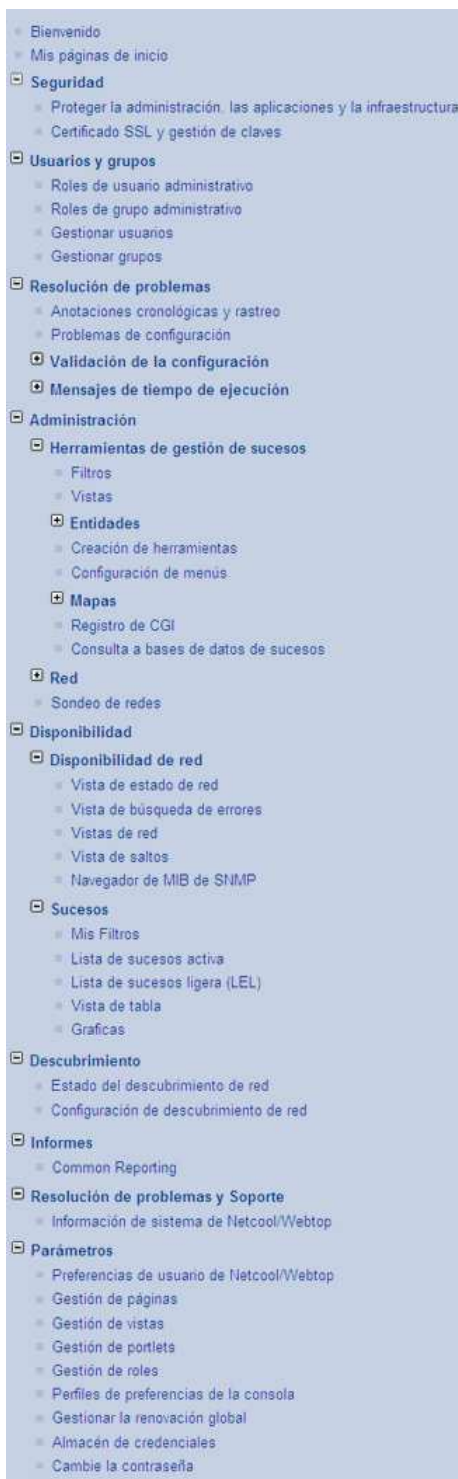 Bienvenido
Mis páginas de inicio
Seguridad
Proteger la administración. las aplicaciones y la infraestructura
Certificado SSL y gestión de claves
Usuarios y grupos
Roles de usuario administrativo
Roles de grupo administrativo
Gestionar usuarios
Gestionar grupos
Resolución de problemas
Anotaciones cronológicas y rastreo
Problemas de configuración
Validación de la configuración
Mensajes de tiempo de ejecución
Administración
Herramientas de gestión de sucesos
Filtros
Vistas
Entidades
Creación de herramientas
Configuración de menús
Mapas
Registro de CGI
Consulta a bases de datos de sucesos
Red
Sondeo de redes
Disponibilidad
Disponibilidad de red
Vista de estado de red
Vista de búsqueda de errores
Vistas de red
Vista de saltos
Navegador de MIB de SNMP
Sucesos
Mis Filtros
Lista de sucesos activa
Lista de sucesos ligera (LEL)
Vista de tabla
Graficas
Descubrimiento
Estado del descubrimiento de red
Configuración de descubrimiento de red
Informes
Common Reporting
Resolución de problemas y Soporte
Información de sistema de Netcool/Webtop
Parámetros
Preferencias de usuario de Netcool/Webtop
Gestión de páginas
Gestión de vistas
Gestión de portlets
Gestión de roles
Perfiles de preferencias de la consola
Gestionar la renovación global
Almacén de credenciales
Cambie la contraseña